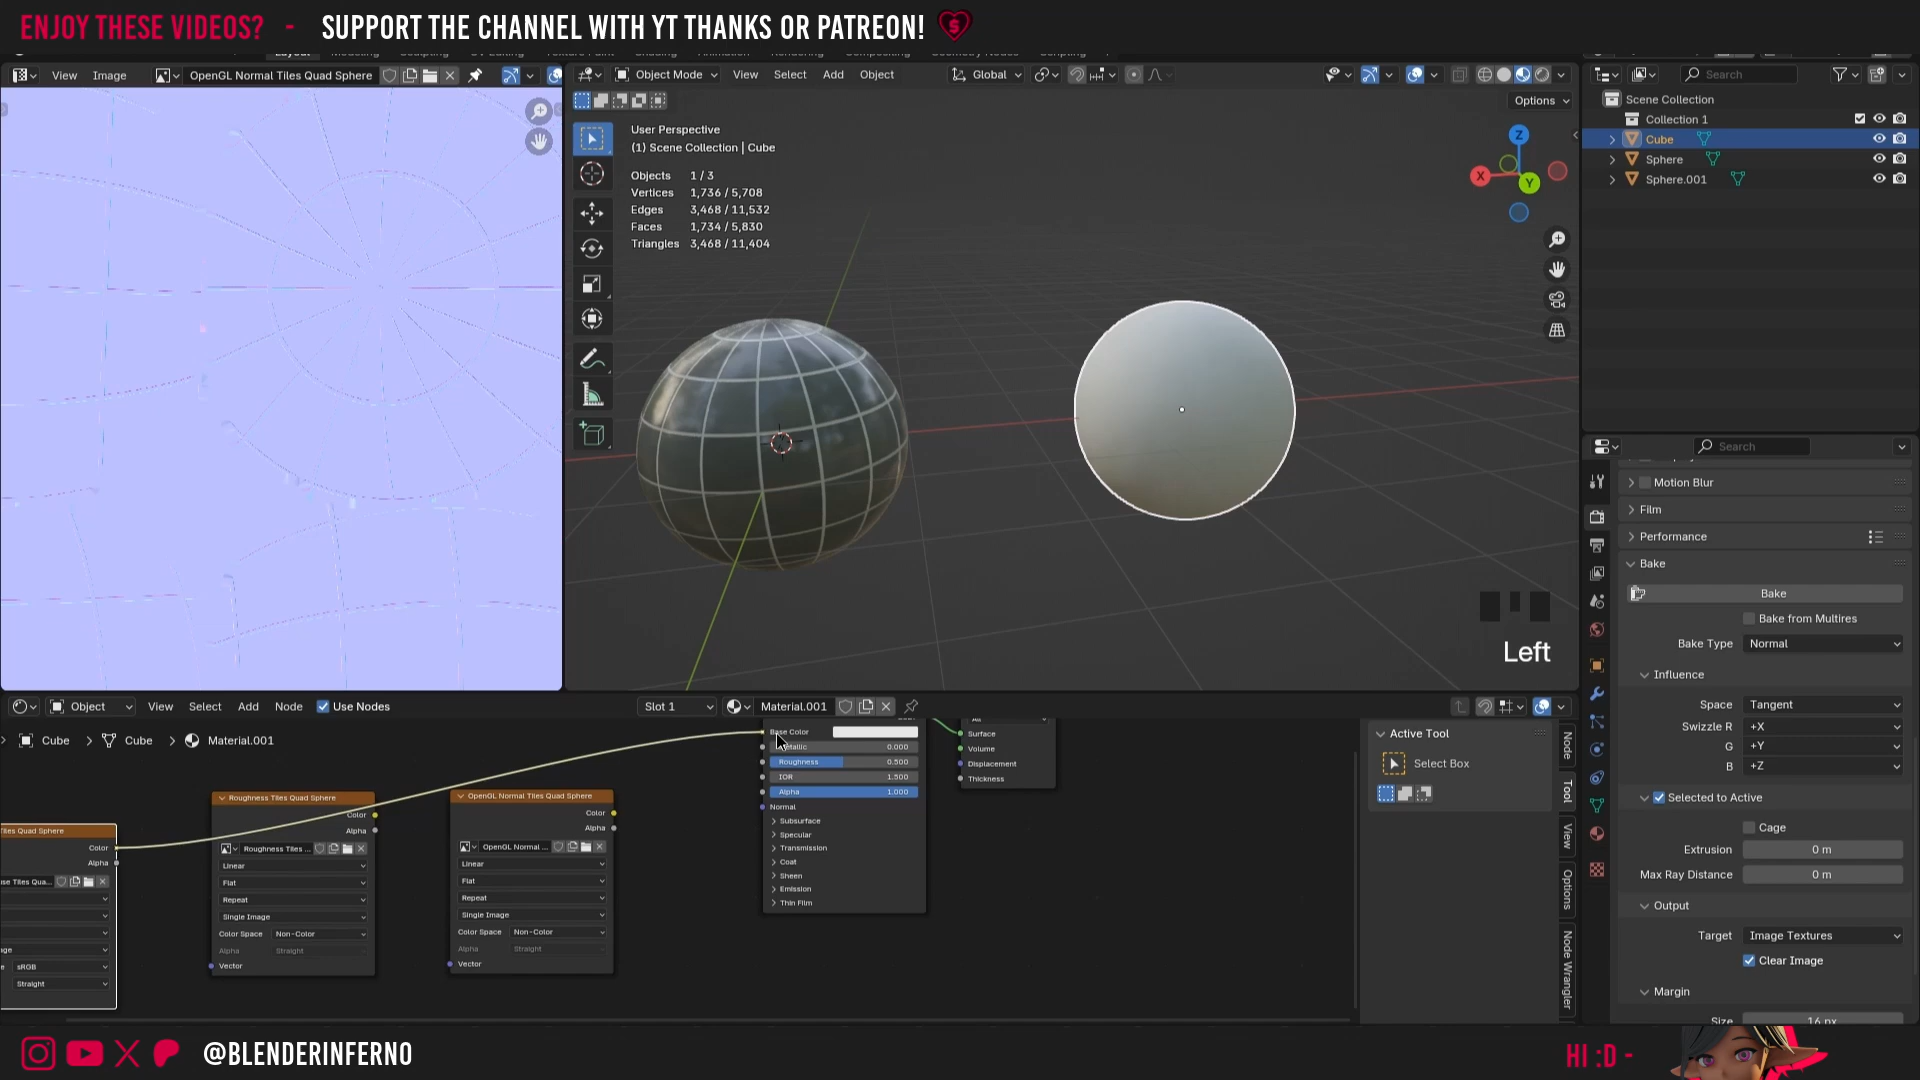 ENJOY THESE VIDEOS? - SUPPORT THE CHANNEL WITH YT THANKS OR PATREON!
View Image OpenGL Normal Tiles Quad Sphere
Object Mode View Select Add Object Global
Options
User Perspective
(1) Scene Collection | Cube
Objects 1 / 3
Vertices 1,736 / 5,708
Edges 3,468 / 11,532
Faces 1,734 / 5,830
Triangles 3,468 / 11,404
Z
X
Y
Left
Search
Scene Collection
Collection 1
Cube
Sphere
Sphere.001
Search
Motion Blur
Film
Performance
Bake
Bake
Bake from Multires
Bake Type Normal
Influence
Space Tangent
Swizzle R +X
G +Y
B +Z
Selected to Active
Cage
Extrusion 0 m
Max Ray Distance 0 m
Output
Target Image Textures
Clear Image
Margin
Size 16 px
Object View Select Add Node Use Nodes Slot 1 Material.001
Cube > Cube > Material.001
Tiles Quad Sphere
Color
Alpha
sRGB
Straight
Roughness Tiles Quad Sphere
Color
Alpha
Roughness Tiles ...
Linear
Flat
Repeat
Single Image
Color Space Non-Color
Alpha Straight
Vector
OpenGL Normal Tiles Quad Sphere
Color
Alpha
OpenGL Normal ...
Linear
Flat
Repeat
Single Image
Color Space Non-Color
Alpha Straight
Vector
Base Color
Metallic 0.000
Roughness 0.500
IOR 1.500
Alpha 1.000
Normal
Subsurface
Specular
Transmission
Coat
Sheen
Emission
Thin Film
Surface
Volume
Displacement
Thickness
Active Tool
Select Box
Node
Tool
View
Options
Node Wrangler
@BLENDERINFERNO
HI :D -